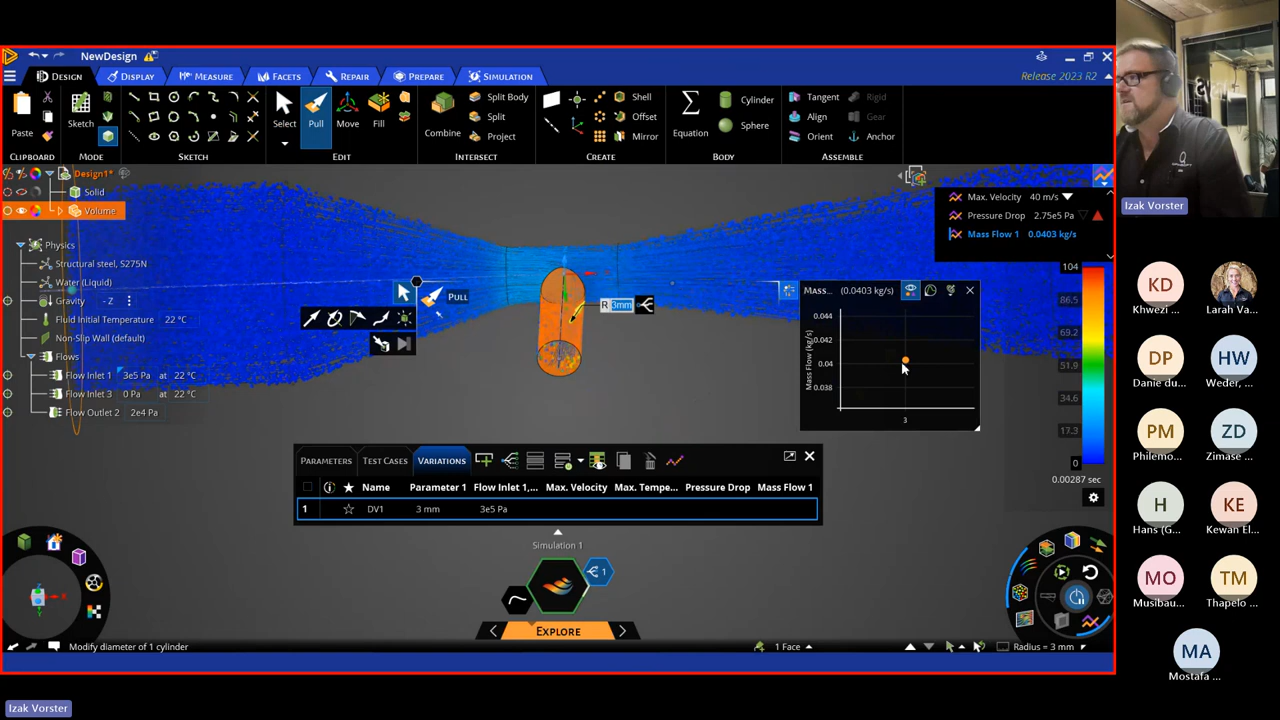 NewDesign
DESIGN
DISPLAY
MEASURE
FACETS
REPAIR
PREPARE
SIMULATION
Release 2023 R2
Paste
Sketch
Select
Pull
Move
Fill
Combine
Split Body
Split
Project
Shell
Offset
Mirror
Equation
Cylinder
Sphere
Tangent
Align
Orient
Rigid
Gear
Anchor
CLIPBOARD
MODE
SKETCH
EDIT
INTERSECT
CREATE
BODY
ASSEMBLE
Design1*
Solid
Volume
Physics
Structural steel, S275N
Water (Liquid)
Gravity - Z
Fluid Initial Temperature 22 °C
Non-Slip Wall (default)
Flows
Flow Inlet 1 3e5 Pa at 22 °C
Flow Inlet 3 0 Pa at 22 °C
Flow Outlet 2 2e4 Pa
PULL
R 3mm
Max. Velocity 40 m/s
Pressure Drop 2.75e5 Pa
Mass Flow 1 0.0403 kg/s
MASS... (0.0403 kg/s)
Mass Flow (kg/s)
0.044
0.042
0.04
0.038
3
104
86.5
69.2
51.9
34.6
17.3
0
0.00287 sec
PARAMETERS
TEST CASES
VARIATIONS
Name Parameter 1 Flow Inlet 1,... Max. Velocity Max. Tempe... Pressure Drop Mass Flow 1
1 DV1 3 mm 3e5 Pa
Simulation 1
1
EXPLORE
Modify diameter of 1 cylinder
1 Face
Radius = 3 mm
Izak Vorster
Izak Vorster
KD
Khwezi ...
Larah Va...
DP
Danie du...
HW
Weder, ...
PM
Philemo...
ZD
Zimase ...
H
Hans (G...
KE
Kewan El...
MO
Musibau...
TM
Thapelo ...
MA
Mostafa ...